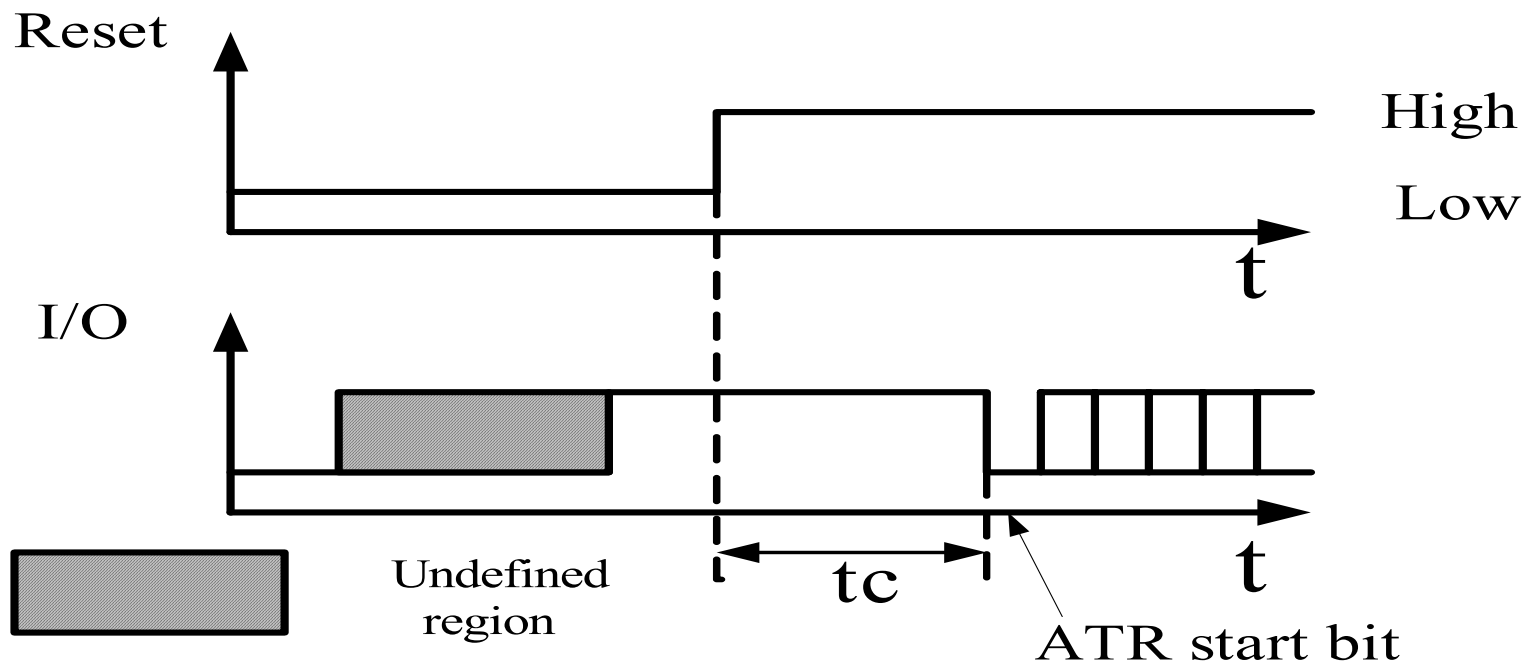 Reset
High
Low
t
I/O
Undefined
region
tc
t
ATR start bit